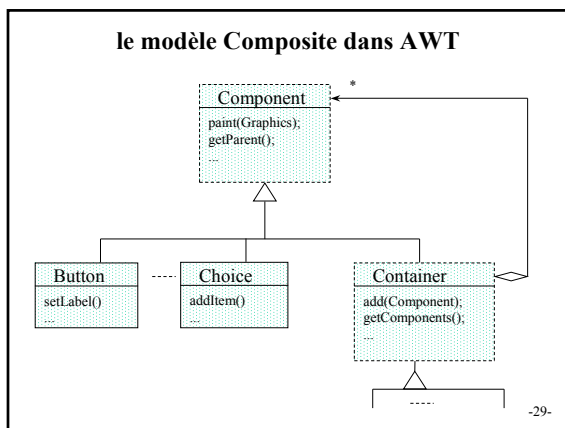 le modèle Composite dans AWT
*
Component
paint(Graphics);
getParent();
...
Button
setLabel()
...
Choice
addItem()
...
Container
add(Component);
getComponents();
...
-29-